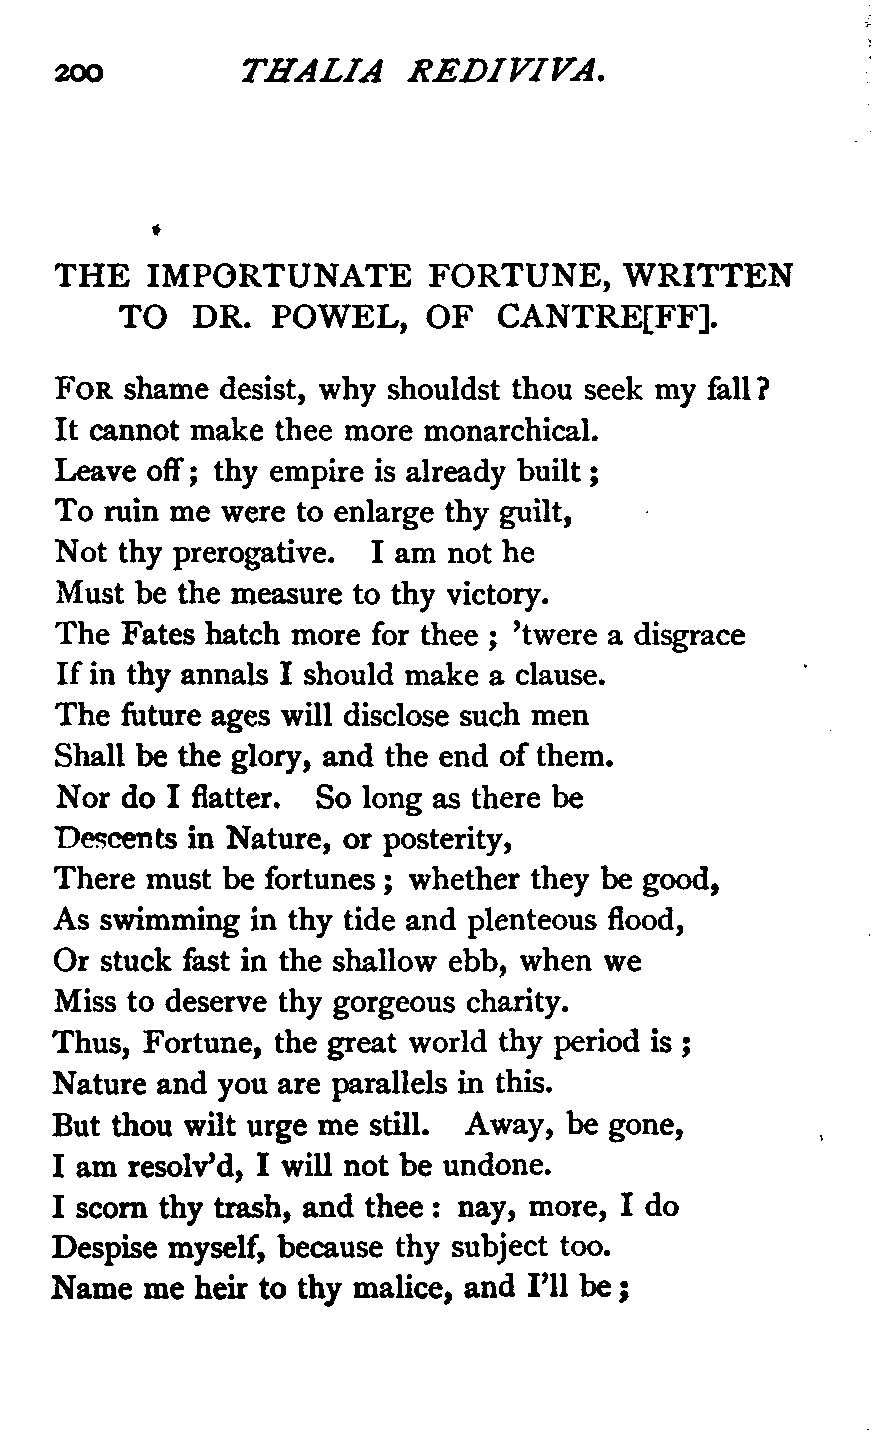 200 THALIA REDIVIVA.
THE IMPORTUNATE FORTUNE, WRITTEN
TO DR. POWEL, OF CANTRE[FF].
FOR shame desist, why shouldst thou seek my fall?
It cannot make thee more monarchical.
Leave off; thy empire is already built;
To ruin me were to enlarge thy guilt,
Not thy prerogative. I am not he
Must be the measure to thy victory.
The Fates hatch more for thee; 'twere a disgrace
If in thy annals I should make a clause.
The future ages will disclose such men
Shall be the glory, and the end of them.
Nor do I flatter. So long as there be
Descents in Nature, or posterity,
There must be fortunes; whether they be good,
As swimming in thy tide and plenteous flood,
Or stuck fast in the shallow ebb, when we
Miss to deserve thy gorgeous charity.
Thus, Fortune, the great world thy period is;
Nature and you are parallels in this.
But thou wilt urge me still. Away, be gone,
I am resolv'd, I will not be undone.
I scorn thy trash, and thee: nay, more, I do
Despise myself, because thy subject too.
Name me heir to thy malice, and I'll be;